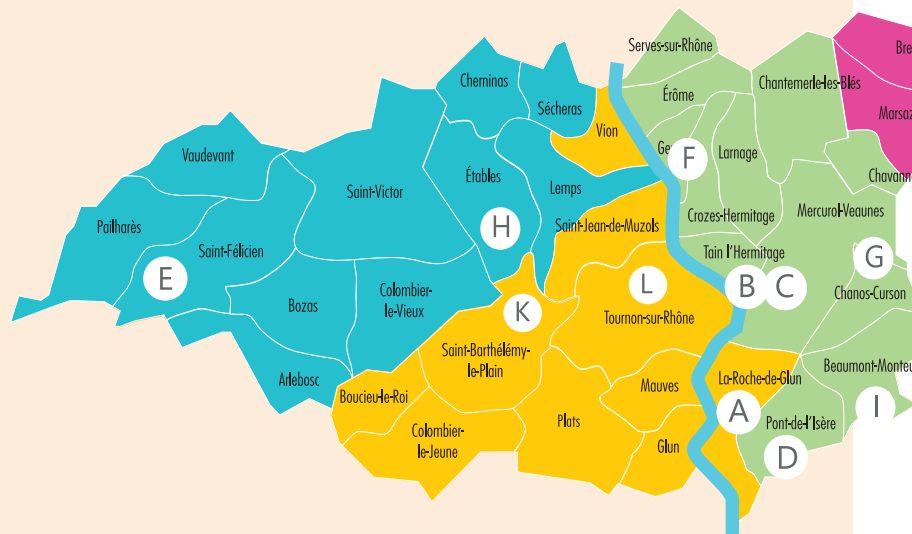 Serves-sur-Rhône
Bre
Cheminas
Chantemerle-les-Blés
Érôme
Sécheras
Marsaz
Vion
Vaudevant
Ge
F
Larnage
Étables
Chavann
Saint-Victor
Lemps
Mercurol-Veaunes
Crozes-Hermitage
Pailharès
Saint-Jean-de-Muzols
H
Saint-Félicien
Tain l'Hermitage
G
E
L
B
C
Colombier-
le-Vieux
Chanos-Curson
Bozas
K
Tournon-sur-Rhône
Saint-Barthélémy-
le-Plain
Beaumont-Monteu
Arlebosc
La-Roche-de-Glun
Mauves
Boucieu-le-Roi
A
I
Plats
Pont-de-l'Isère
Colombier-
le-Jeune
Glun
D